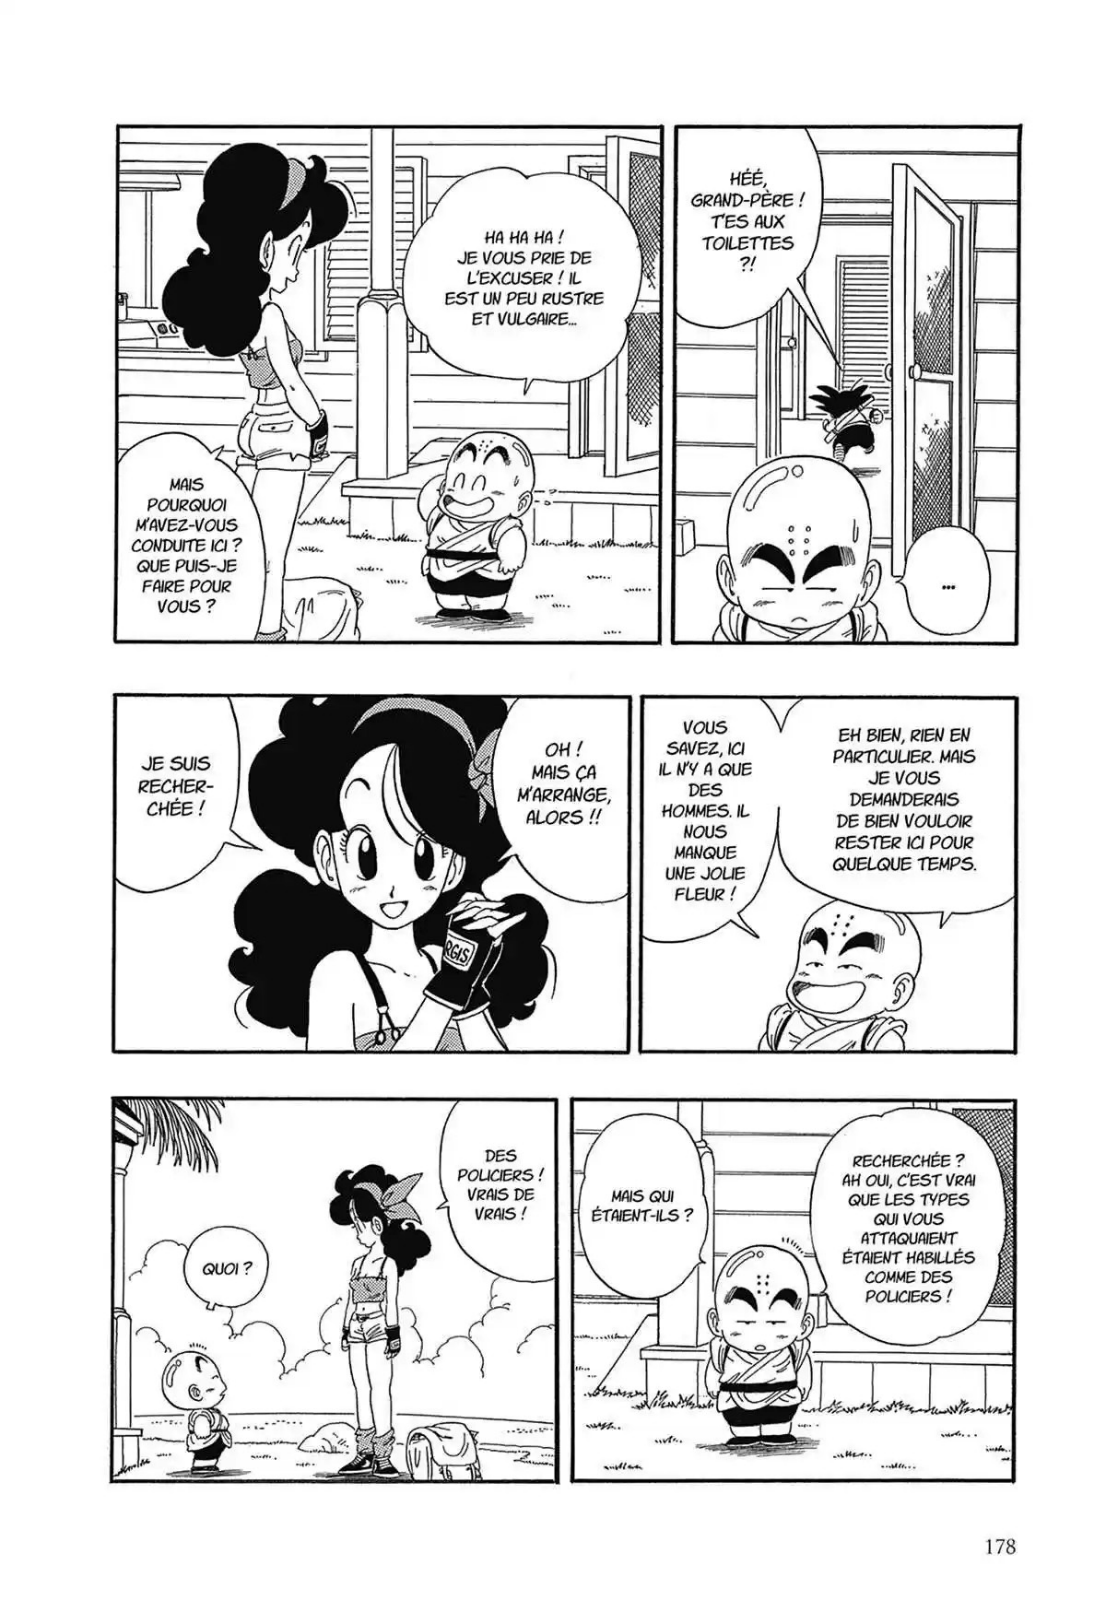 HÉÉ,
GRAND-PÈRE !
T'ES AUX
TOILETTES
?!
...
HA HA HA !
JE VOUS PRIE DE
L'EXCUSER ! IL
EST UN PEU RUSTRE
ET VULGAIRE...
MAIS
POURQUOI
M'AVEZ-VOUS
CONDUITE ICI ?
QUE PUIS-JE
FAIRE POUR
VOUS ?
EH BIEN, RIEN EN
PARTICULIER. MAIS
JE VOUS
DEMANDERAIS
DE BIEN VOULOIR
RESTER ICI POUR
QUELQUE TEMPS.
VOUS
SAVEZ, ICI
IL N'Y A QUE
DES
HOMMES. IL
NOUS
MANQUE
UNE JOLIE
FLEUR !
OH !
MAIS ÇA
M'ARRANGE,
ALORS !!
JE SUIS
RECHER-
CHÉE !
RGIS
RECHERCHÉE ?
AH OUI, C'EST VRAI
QUE LES TYPES
QUI VOUS
ATTAQUAIENT
ÉTAIENT HABILLÉS
COMME DES
POLICIERS !
MAIS QUI
ÉTAIENT-ILS ?
DES
POLICIERS !
VRAIS DE
VRAIS !
QUOI ?
178